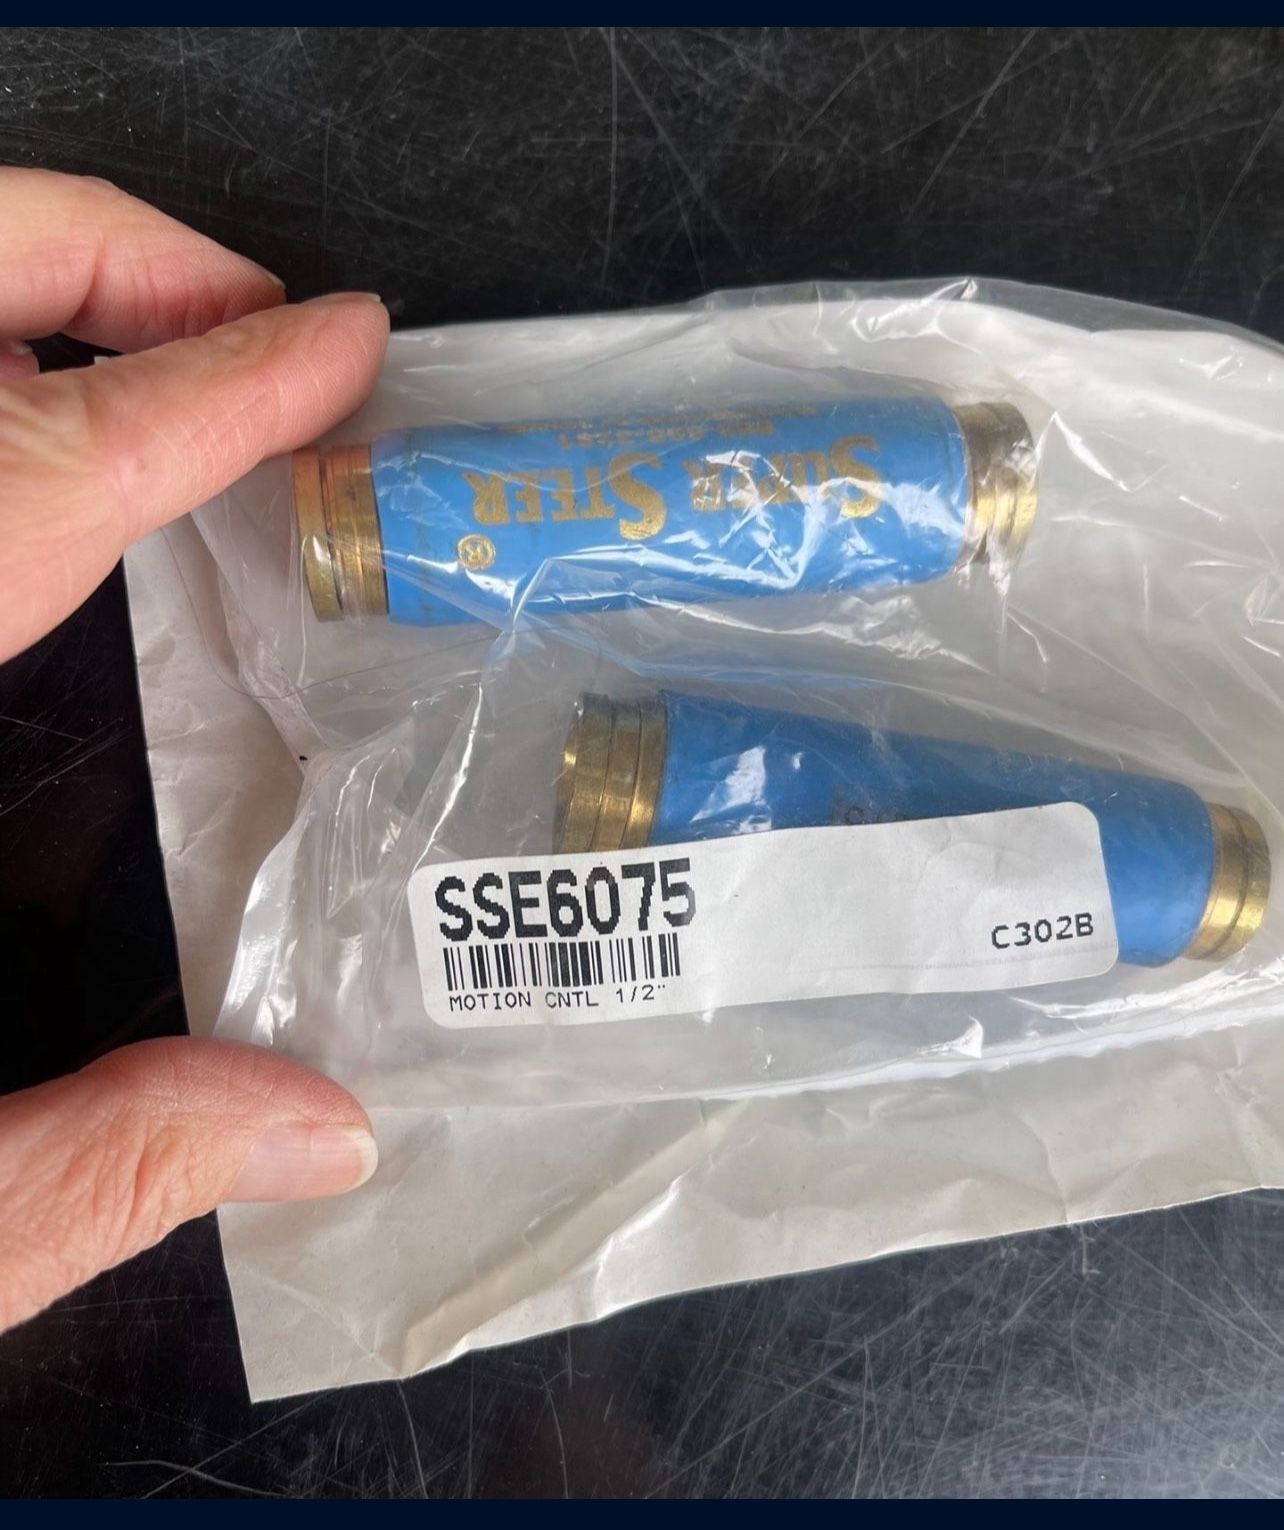 SUPER STEER
®
SSE6075
C302B
MOTION CNTL 1/2"